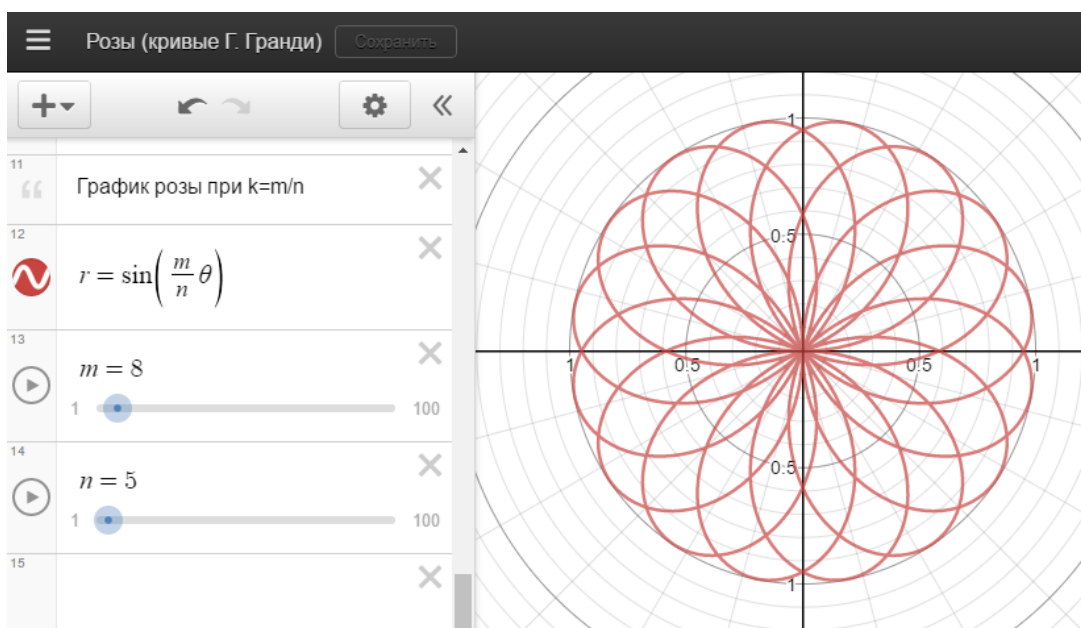 Розы (кривые Г. Гранди) Сохранить
11
График розы при k=m/n
12
r = sin(m/n θ)
13
m = 8
1 100
14
n = 5
1 100
15
1
0.5
1 0.5 0.5 1
0.5
1